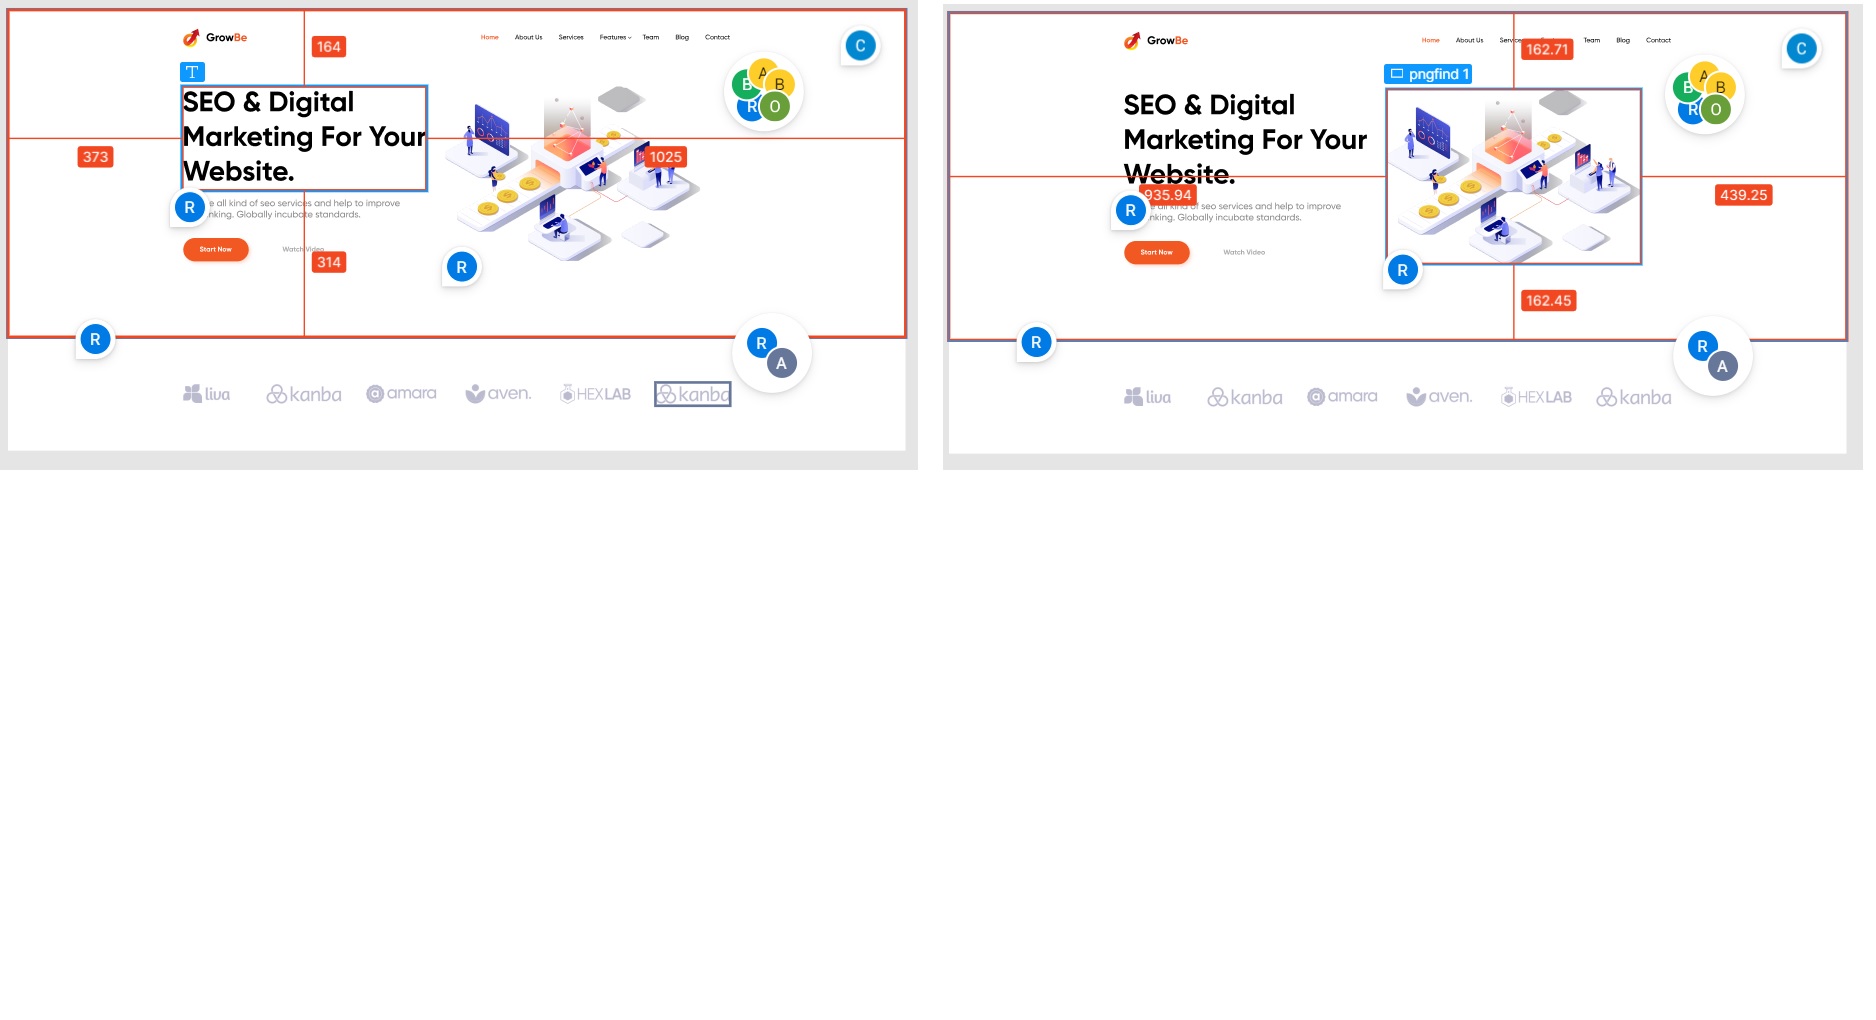 GrowBe
Home About Us Services Features Team Blog Contact
164
C
T
A
B
B
R
O
SEO & Digital
Marketing For Your
Website.
373
1025
R
all kind of seo services and help to improve
nking. Globally incubate standards.
Start Now
Watch Video
314
R
R
R
A
liva
kanba
amara
aven.
HEXLAB
kanba
GrowBe
Home About Us Team Blog Contact
162.71
C
pngfind 1
A
B
B
R
O
SEO & Digital
Marketing For Your
Website.
935.94
439.25
R
all kind of seo services and help to improve
nking. Globally incubate standards.
Start Now
Watch Video
R
162.45
R
R
A
liva
kanba
amara
aven.
HEXLAB
kanba